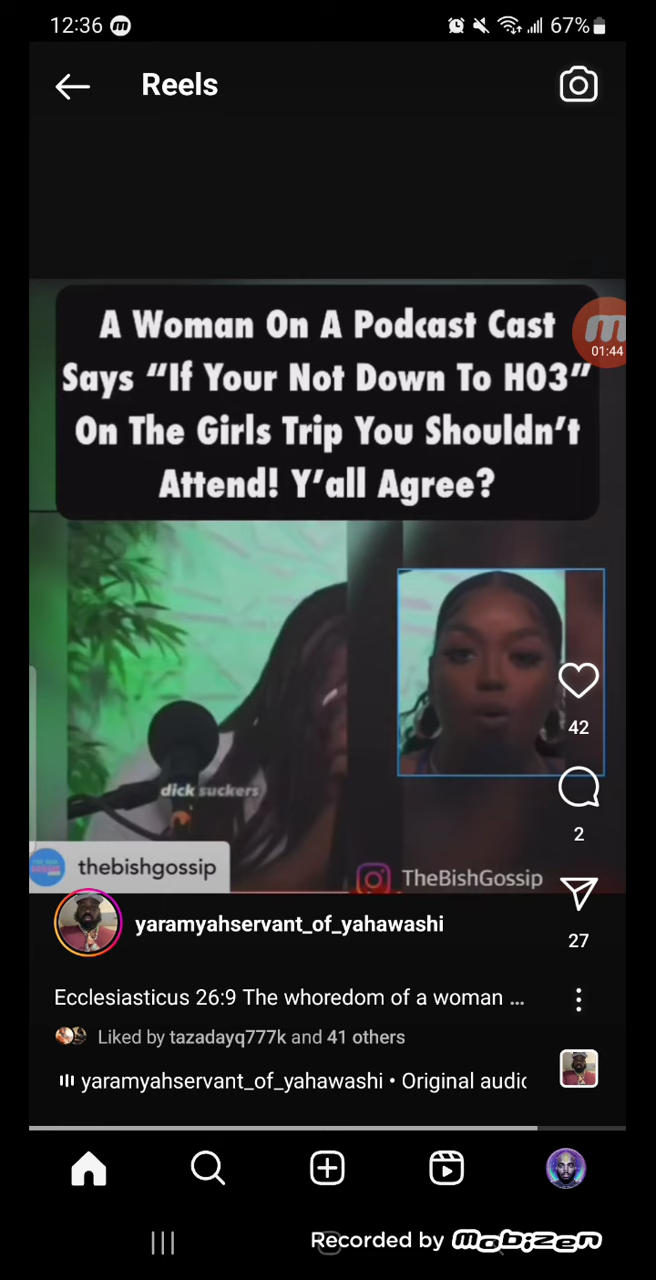 12:36
67%
Reels
A Woman On A Podcast Cast
Says “If Your Not Down To H03”
On The Girls Trip You Shouldn’t
Attend! Y’all Agree?
01:44
42
dick suckers
2
thebishgossip
TheBishGossip
yaramyahservant_of_yahawashi
27
Ecclesiasticus 26:9 The whoredom of a woman ...
Liked by tazadayq777k and 41 others
yaramyahservant_of_yahawashi • Original audio
Recorded by mobizen